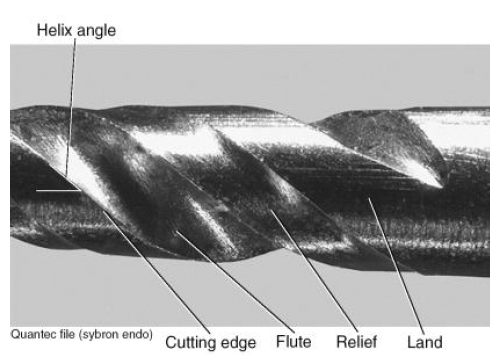 Helix angle
Quantec file (sybron endo)
Cutting edge
Flute
Relief
Land